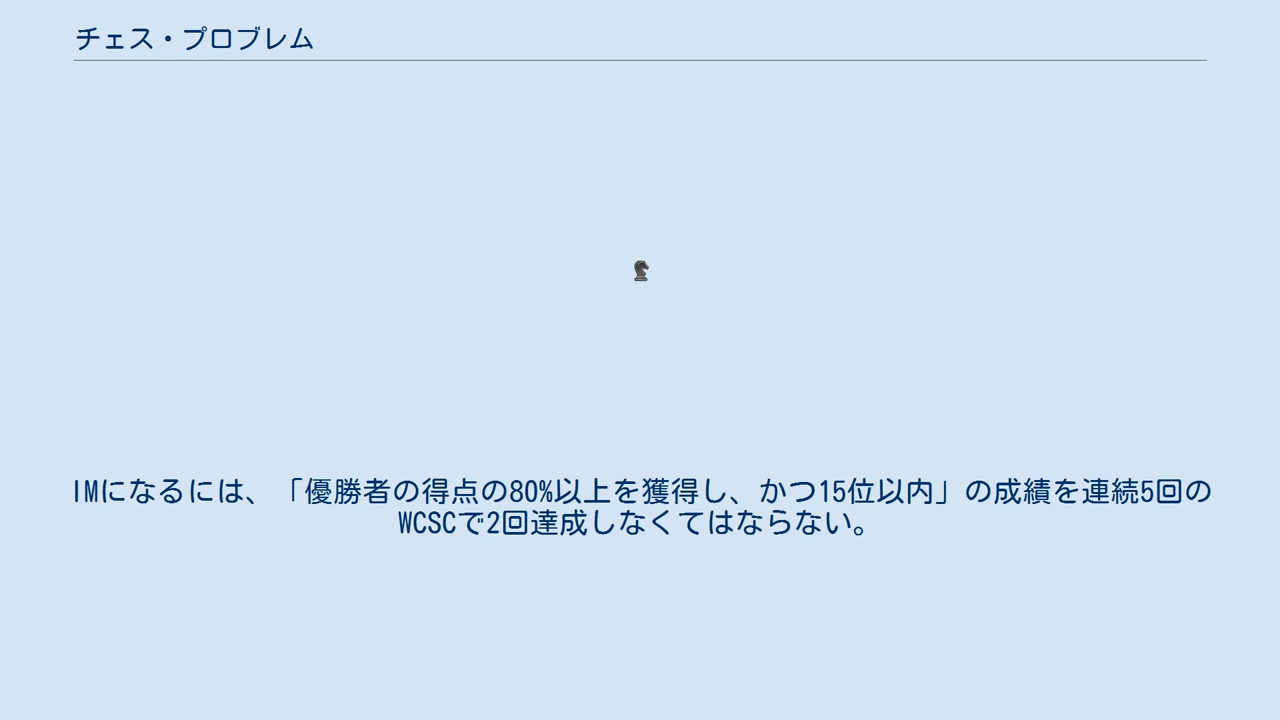 チェス・プロブレム
IMになるには、「優勝者の得点の80%以上を獲得し、かつ15位以内」の成績を連続5回の
WCSCで2回達成しなくてはならない。